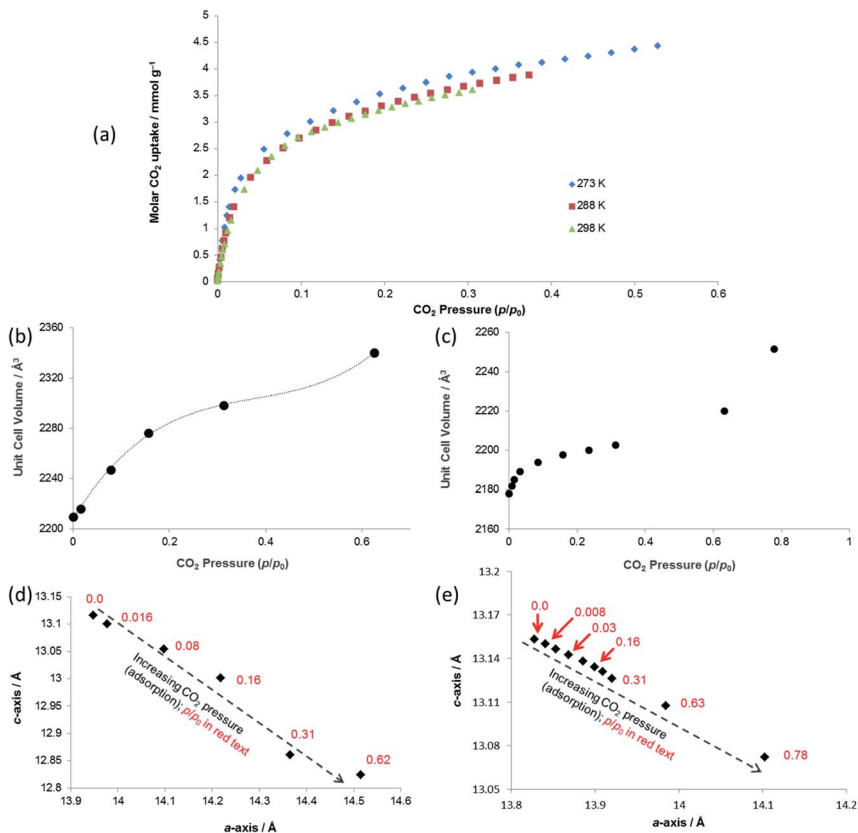 (a)
Molar CO₂ uptake / mmol g⁻¹
5
4.5
4
3.5
3
2.5
2
1.5
1
0.5
0
0 0.1 0.2 0.3 0.4 0.5 0.6
CO₂ Pressure (p/p₀)
273 K
288 K
298 K
(b)
Unit Cell Volume / Å³
2360
2320
2280
2240
2200
0 0.2 0.4 0.6
CO₂ Pressure (p/p₀)
(c)
Unit Cell Volume / Å³
2260
2240
2220
2200
2180
2160
0 0.2 0.4 0.6 0.8 1
CO₂ Pressure (p/p₀)
(d)
c-axis / Å
13.15
13.1
13.05
13
12.95
12.9
12.85
12.8
0.0
0.016
0.08
0.16
0.31
0.62
Increasing CO₂ pressure
(adsorption); p/p₀ in red text
13.9 14 14.1 14.2 14.3 14.4 14.5 14.6
a-axis / Å
(e)
c-axis / Å
13.2
13.17
13.14
13.11
13.08
13.05
0.0
0.008
0.03
0.16
0.31
0.63
0.78
Increasing CO₂ pressure
(adsorption); p/p₀ in red text
13.8 13.9 14 14.1 14.2
a-axis / Å